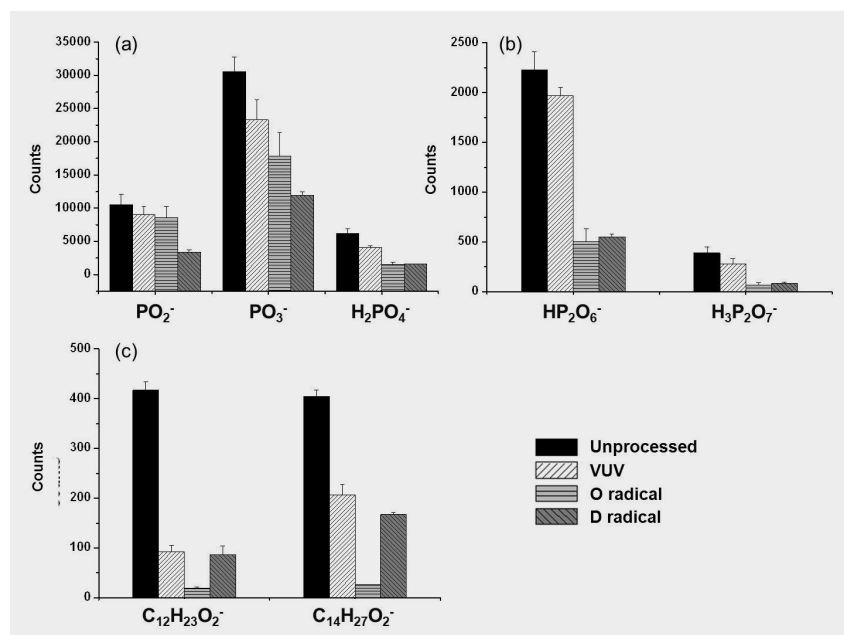 (a)
35000
30000
25000
20000
15000
10000
5000
0
Counts
PO₂⁻ PO₃⁻ H₂PO₄⁻
(b)
2500
2000
1500
1000
500
0
Counts
HP₂O₆⁻ H₃P₂O₇⁻
(c)
500
400
300
200
100
0
Counts
C₁₂H₂₃O₂⁻ C₁₄H₂₇O₂⁻
Unprocessed
VUV
O radical
D radical